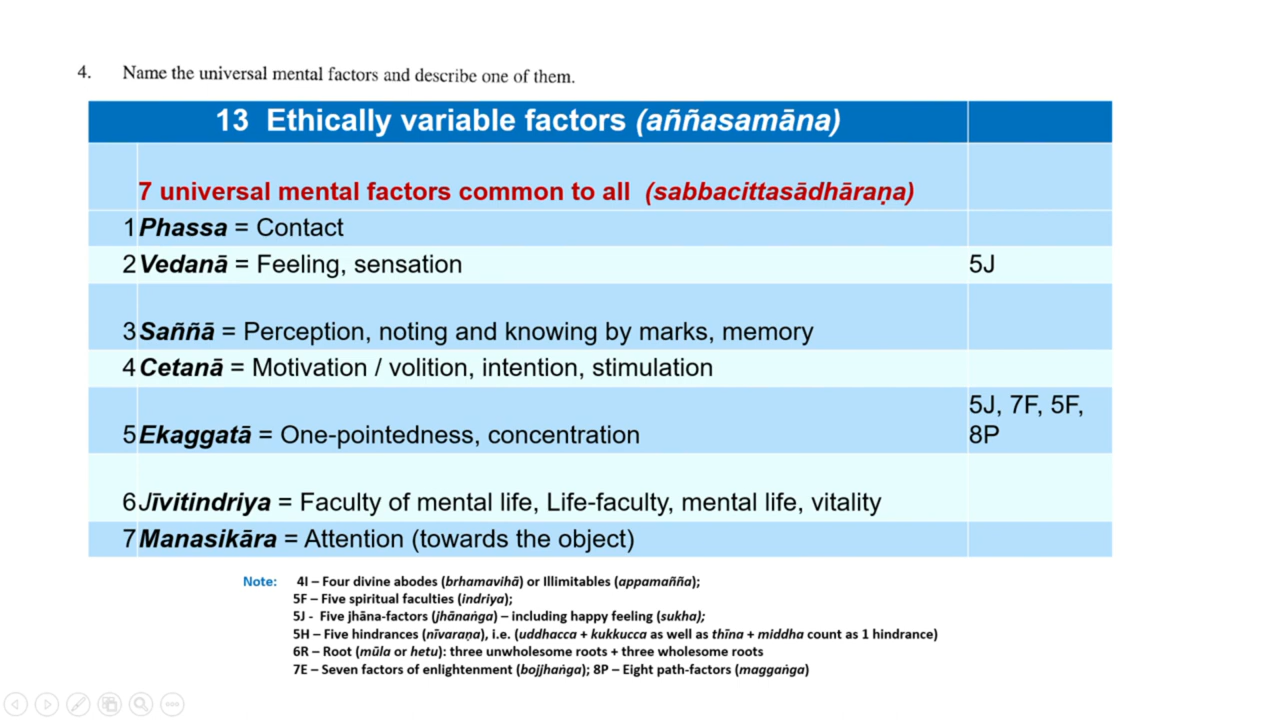 4. Name the universal mental factors and describe one of them.
13 Ethically variable factors (aññasamāna)
7 universal mental factors common to all (sabbacittasādhāraṇa)
1 Phassa = Contact
2 Vedanā = Feeling, sensation 5J
3 Saññā = Perception, noting and knowing by marks, memory
4 Cetanā = Motivation / volition, intention, stimulation
5J, 7F, 5F,
5 Ekaggatā = One-pointedness, concentration 8P
6 Jīvitindriya = Faculty of mental life, Life-faculty, mental life, vitality
7 Manasikāra = Attention (towards the object)
Note: 4I – Four divine abodes (brhamavihā) or Illimitables (appamañña);
5F – Five spiritual faculties (indriya);
5J - Five jhāna-factors (jhānaṅga) – including happy feeling (sukha);
5H – Five hindrances (nīvaraṇa), i.e. (uddhacca + kukkucca as well as thīna + middha count as 1 hindrance)
6R – Root (mūla or hetu): three unwholesome roots + three wholesome roots
7E – Seven factors of enlightenment (bojjhaṅga); 8P – Eight path-factors (maggaṅga)